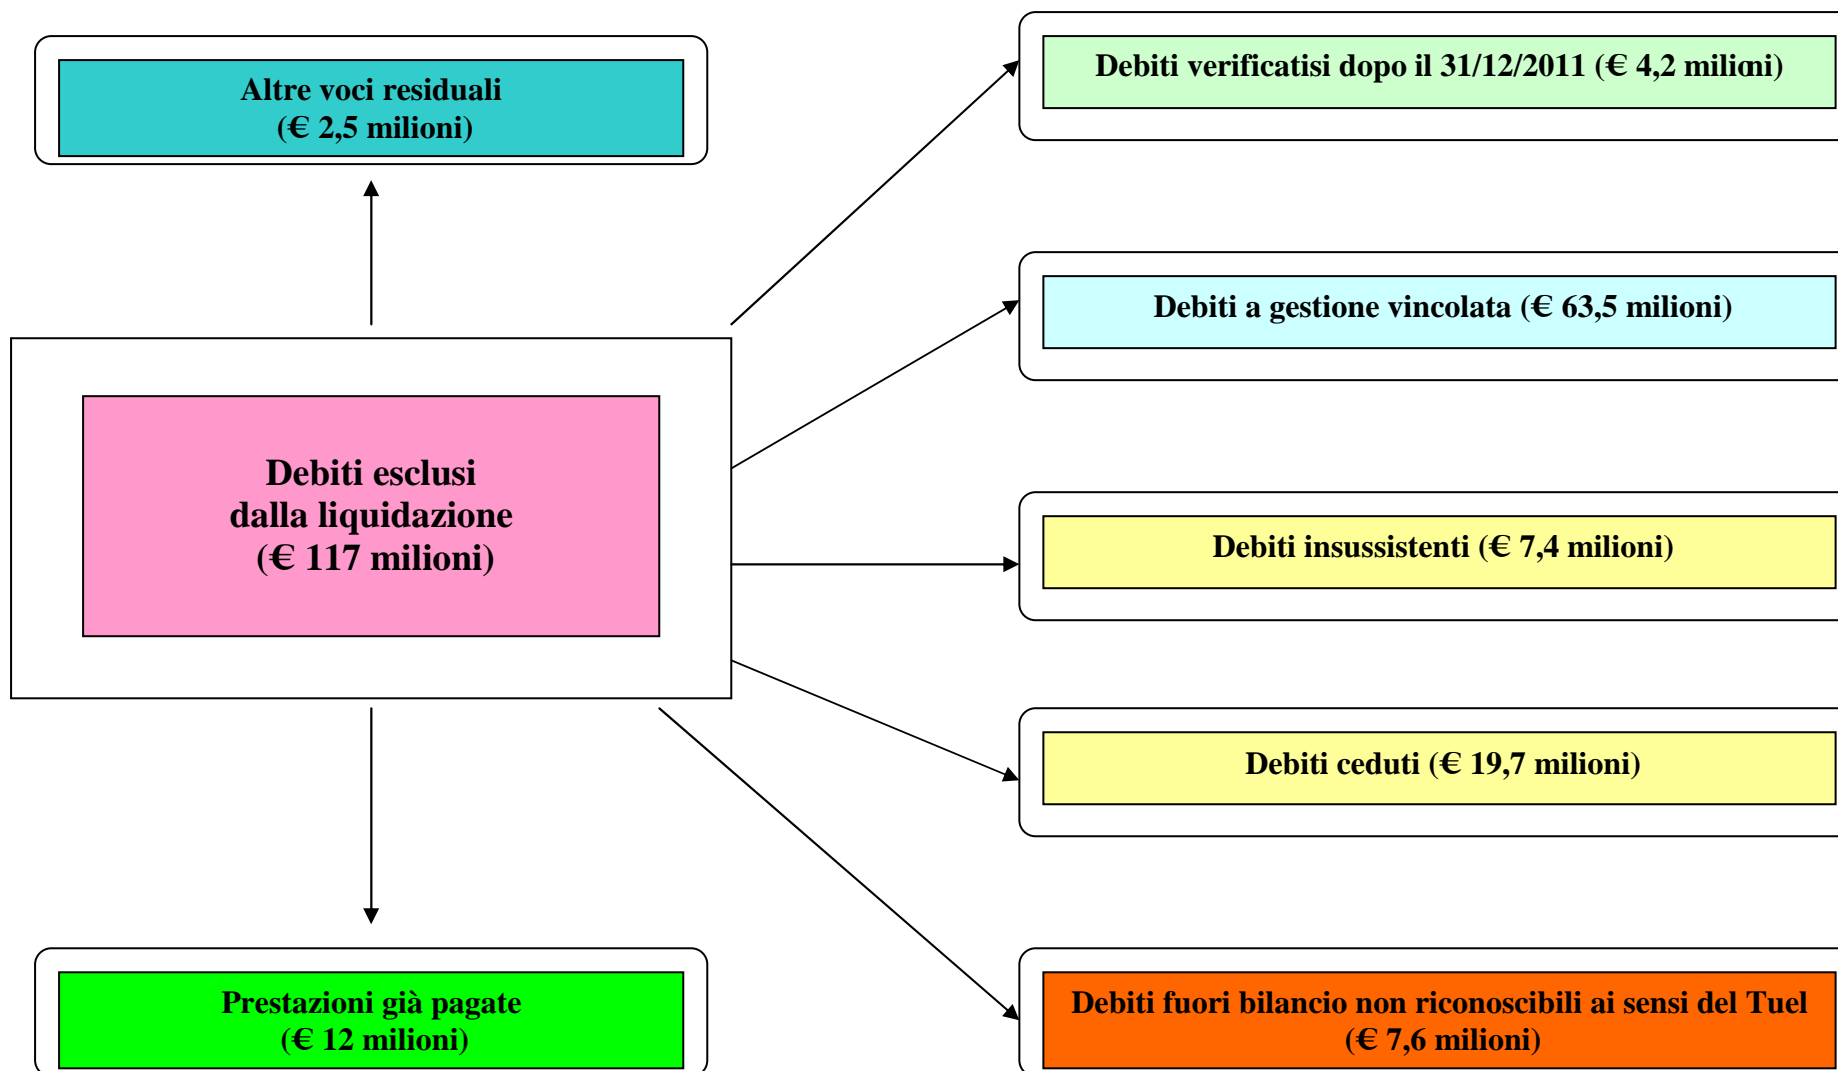 Altre voci residuali
(€ 2,5 milioni)
Debiti verificatisi dopo il 31/12/2011 (€ 4,2 milioni)
Debiti a gestione vincolata (€ 63,5 milioni)
Debiti esclusi
dalla liquidazione
(€ 117 milioni)
Debiti insussistenti (€ 7,4 milioni)
Debiti ceduti (€ 19,7 milioni)
Prestazioni già pagate
(€ 12 milioni)
Debiti fuori bilancio non riconoscibili ai sensi del Tuel
(€ 7,6 milioni)